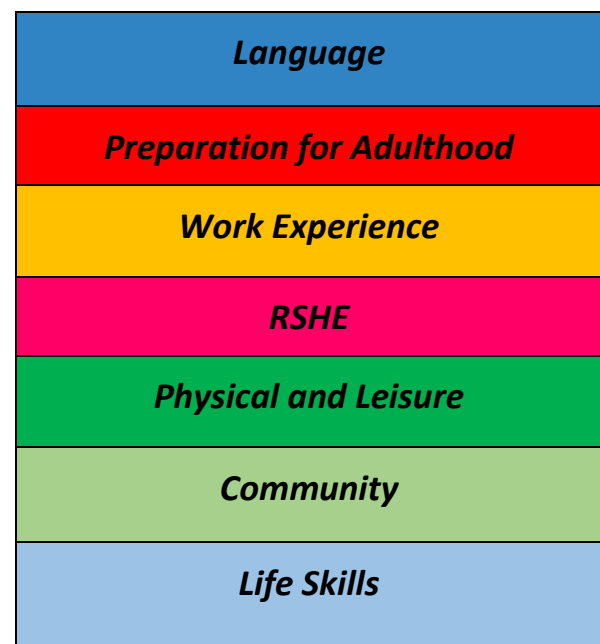 Language
Preparation for Adulthood
Work Experience
RSHE
Physical and Leisure
Community
Life Skills